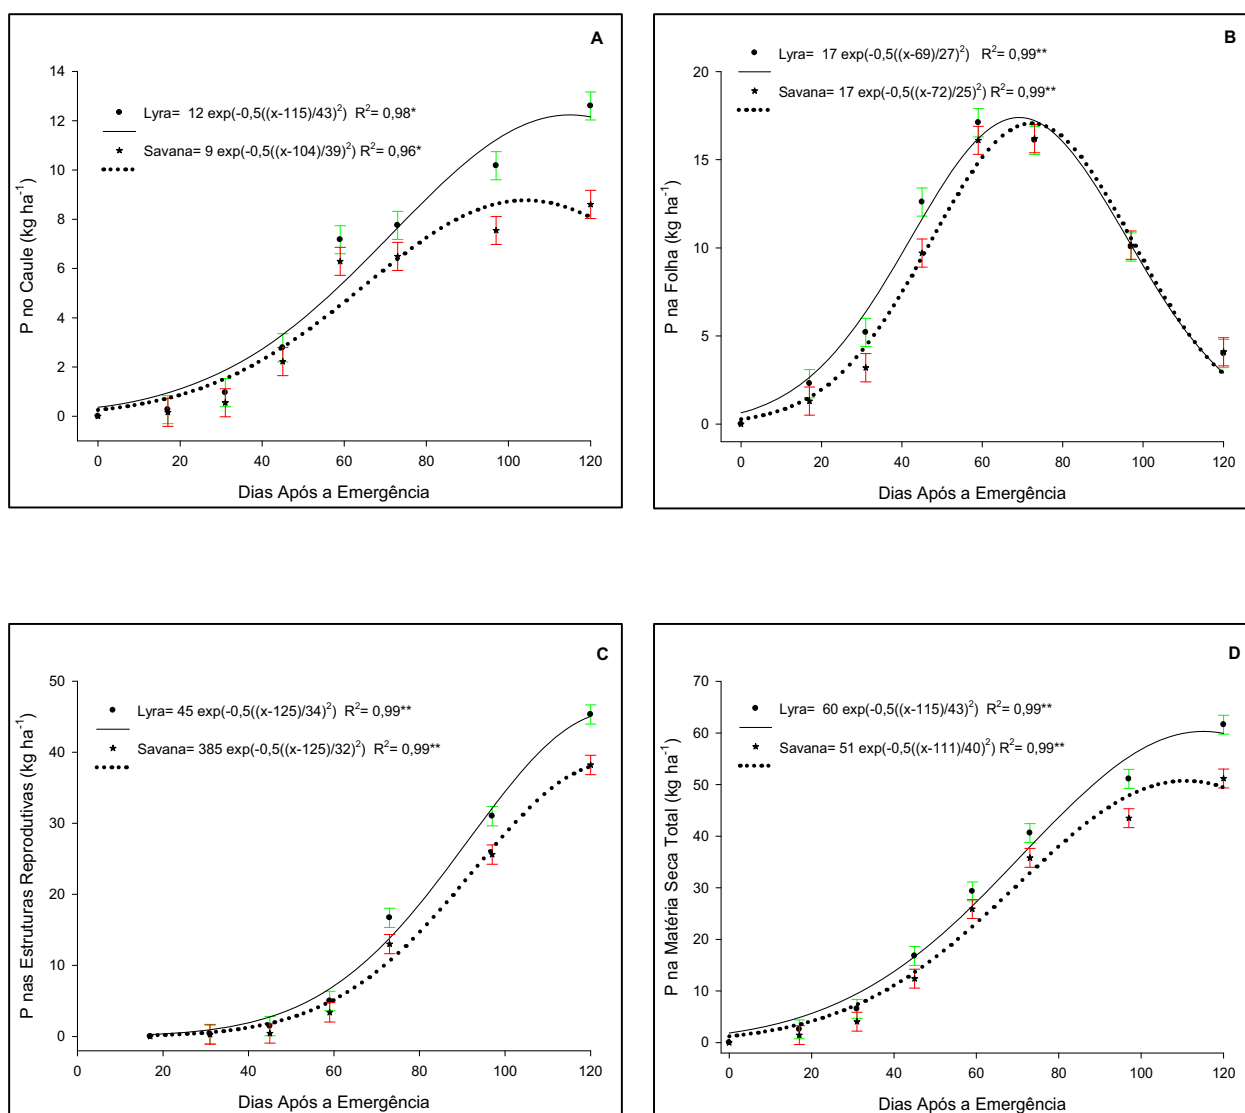 A
14
12
10
8
6
4
2
0
P no Caule (kg ha⁻¹)
Lyra= 12 exp(-0,5((x-115)/43)²) R²= 0,98*
Savana= 9 exp(-0,5((x-104)/39)²) R²= 0,96*
0 20 40 60 80 100 120
Dias Após a Emergência
B
20
15
10
5
0
P na Folha (kg ha⁻¹)
Lyra= 17 exp(-0,5((x-69)/27)²) R²= 0,99**
Savana= 17 exp(-0,5((x-72)/25)²) R²= 0,99**
0 20 40 60 80 100 120
Dias Após a Emergência
C
50
40
30
20
10
0
P nas Estruturas Reprodutivas (kg ha⁻¹)
Lyra= 45 exp(-0,5((x-125)/34)²) R²= 0,99**
Savana= 385 exp(-0,5((x-125)/32)²) R²= 0,99**
0 20 40 60 80 100 120
Dias Após a Emergência
D
70
60
50
40
30
20
10
0
P na Matéria Seca Total (kg ha⁻¹)
Lyra= 60 exp(-0,5((x-115)/43)²) R²= 0,99**
Savana= 51 exp(-0,5((x-111)/40)²) R²= 0,99**
0 20 40 60 80 100 120
Dias Após a Emergência